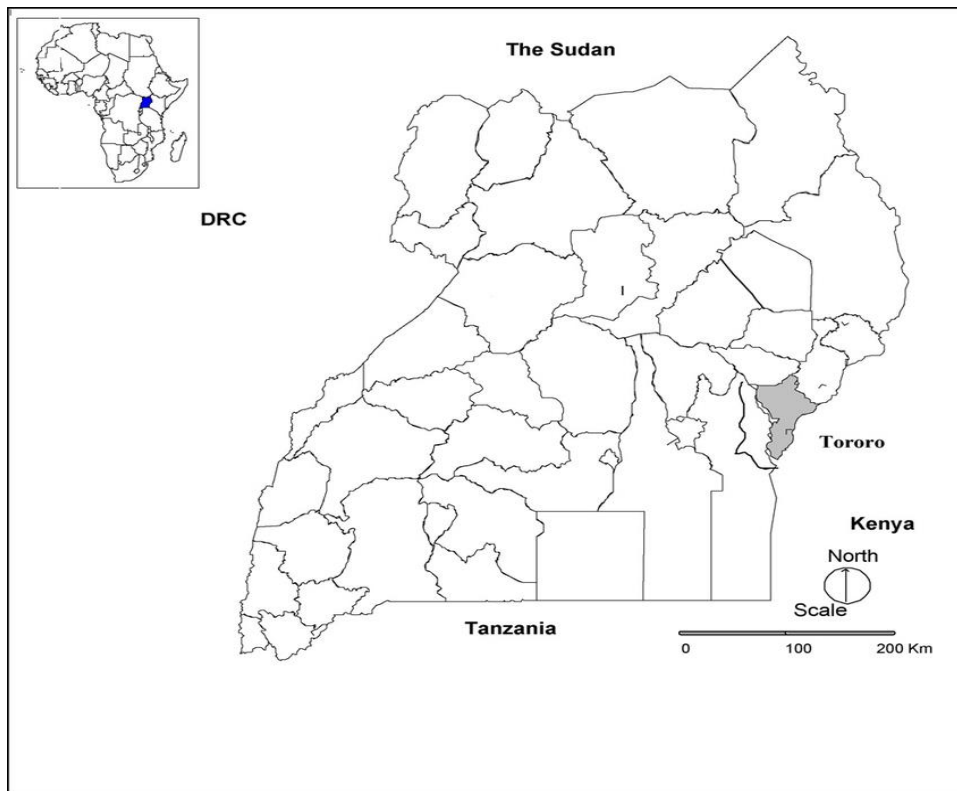 The Sudan
DRC
I
Tororo
Kenya
North
Scale
Tanzania
0 100 200 Km